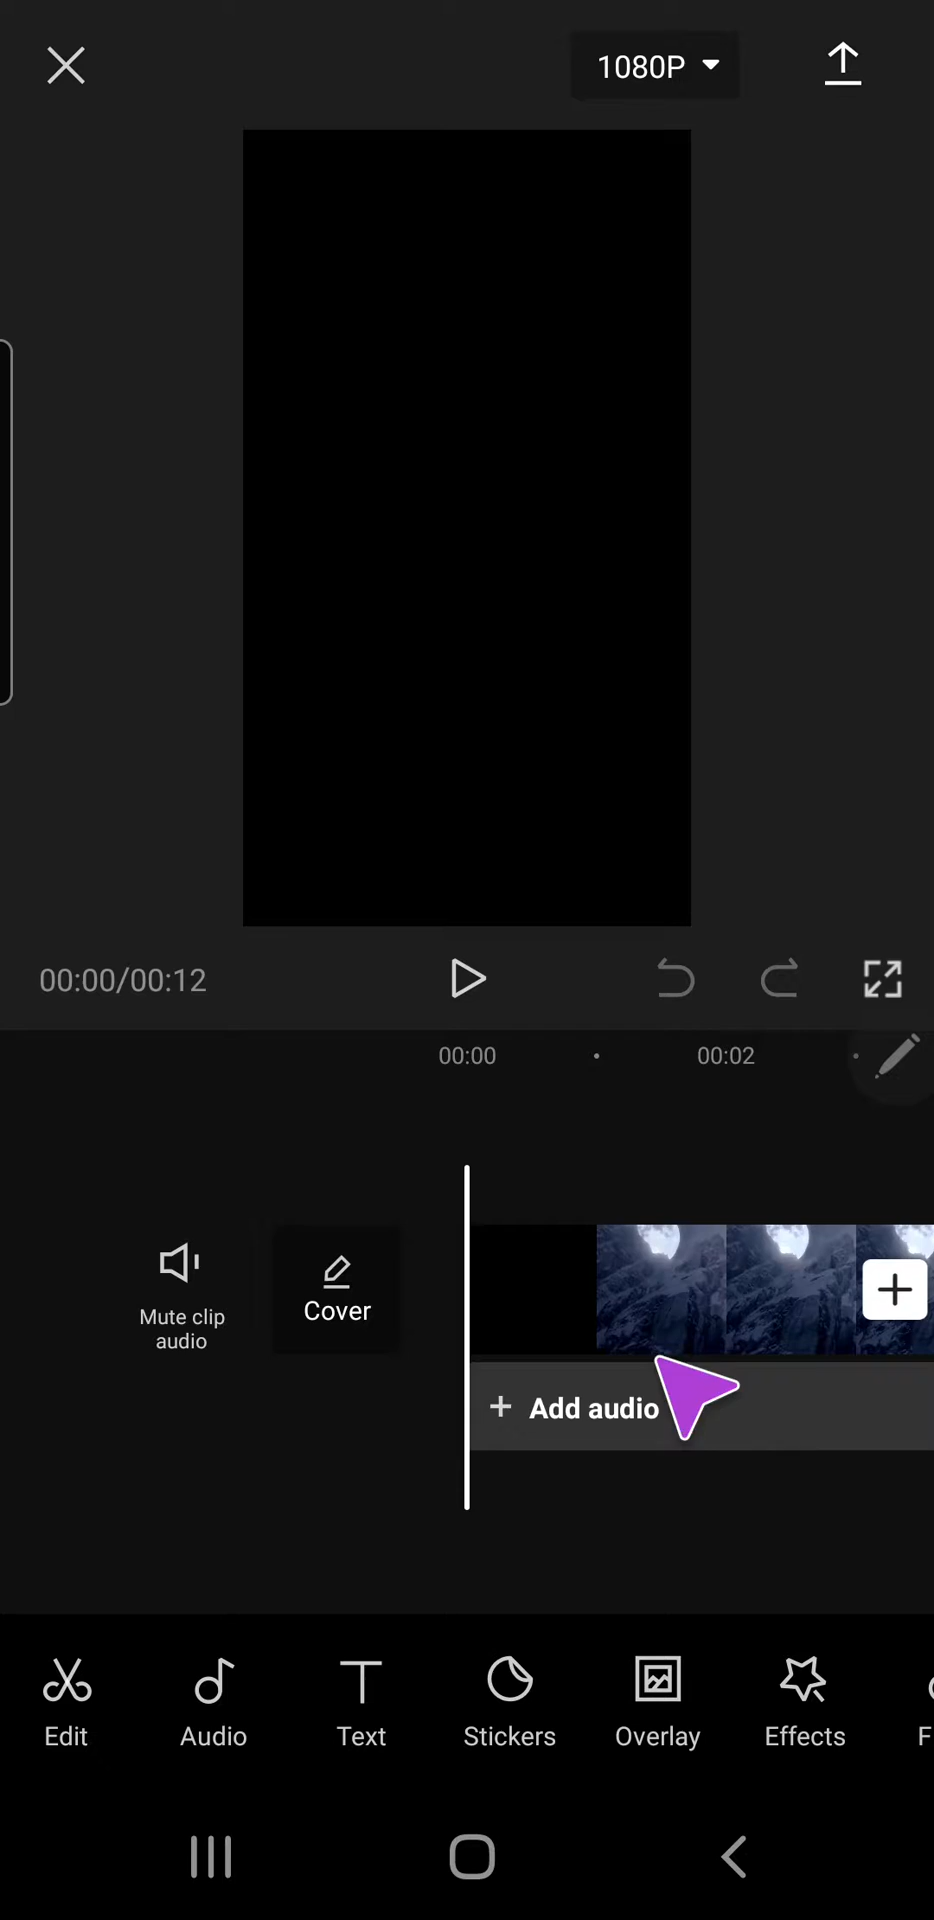 1080P
00:00/00:12
00:00
00:02
Mute clip
audio
Cover
+ Add audio
Edit
Audio
Text
Stickers
Overlay
Effects
F